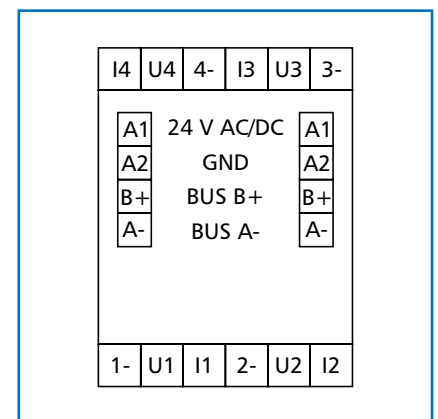 I4 U4 4- I3 U3 3-
A1 24 V AC/DC A1
A2 GND A2
B+ BUS B+ B+
A- BUS A- A-
1- U1 I1 2- U2 I2